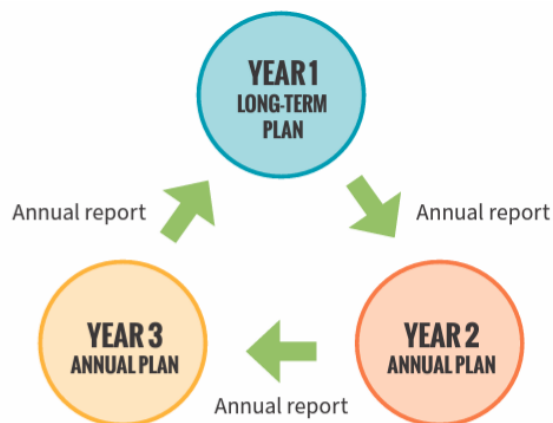 YEAR 1
LONG-TERM
PLAN
Annual report
Annual report
YEAR 3
ANNUAL PLAN
YEAR 2
ANNUAL PLAN
Annual report